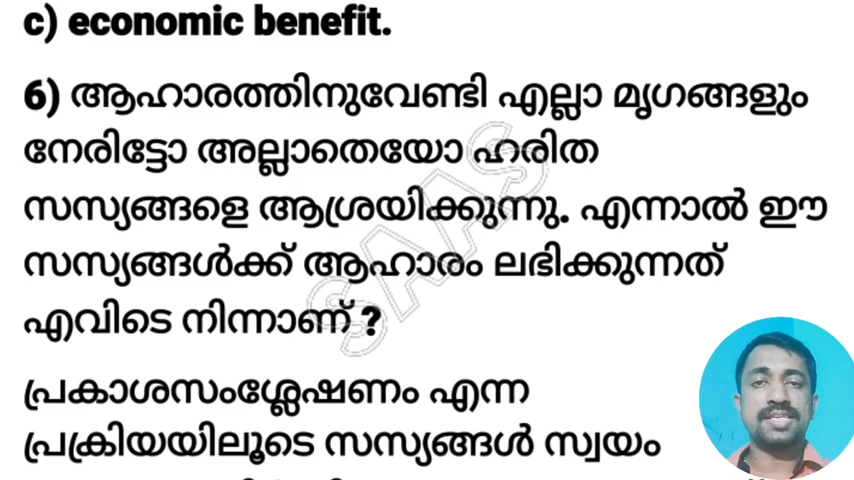 c) economic benefit.
6) ആഹാരത്തിനുവേണ്ടി എല്ലാ മൃഗങ്ങളും
നേരിട്ടോ അല്ലാതെയോ ഹരിത
സസ്യങ്ങളെ ആശ്രയിക്കുന്നു. എന്നാൽ ഈ
സസ്യങ്ങൾക്ക് ആഹാരം ലഭിക്കുന്നത്
എവിടെ നിന്നാണ് ?
പ്രകാശസംശ്ലേഷണം എന്ന
പ്രക്രിയയിലൂടെ സസ്യങ്ങൾ സ്വയം
SAAS